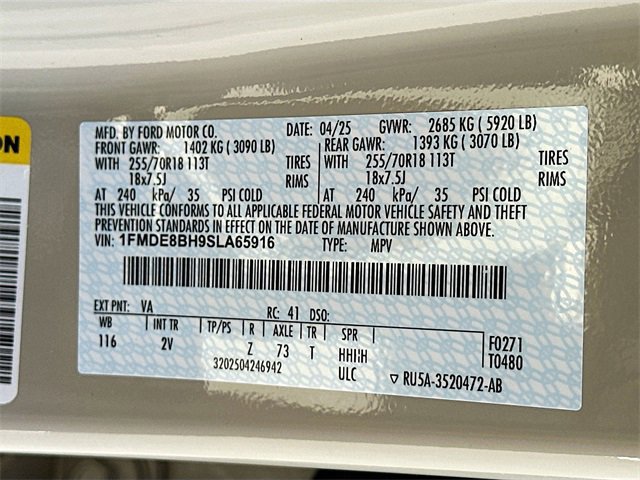 ON
MFD. BY FORD MOTOR CO. DATE: 04/25 GVWR: 2685 KG ( 5920 LB)
FRONT GAWR: 1402 KG ( 3090 LB) REAR GAWR: 1393 KG ( 3070 LB)
WITH 255/70R18 113T TIRES WITH 255/70R18 113T TIRES
18x7.5J RIMS 18x7.5J RIMS
AT 240 kPa/ 35 PSI COLD AT 240 kPa/ 35 PSI COLD
THIS VEHICLE CONFORMS TO ALL APPLICABLE FEDERAL MOTOR VEHICLE SAFETY AND THEFT
PREVENTION STANDARDS IN EFFECT ON THE DATE OF MANUFACTURE SHOWN ABOVE.
VIN: 1FMDE8BH9SLA65916 TYPE: MPV
EXT PNT: VA RC: 41 DSO:
WB INT TR TP/PS R AXLE TR SPR F0271
116 2V Z 73 T HHHH T0480
3202504246942 ULC ▽ RU5A-3520472-AB